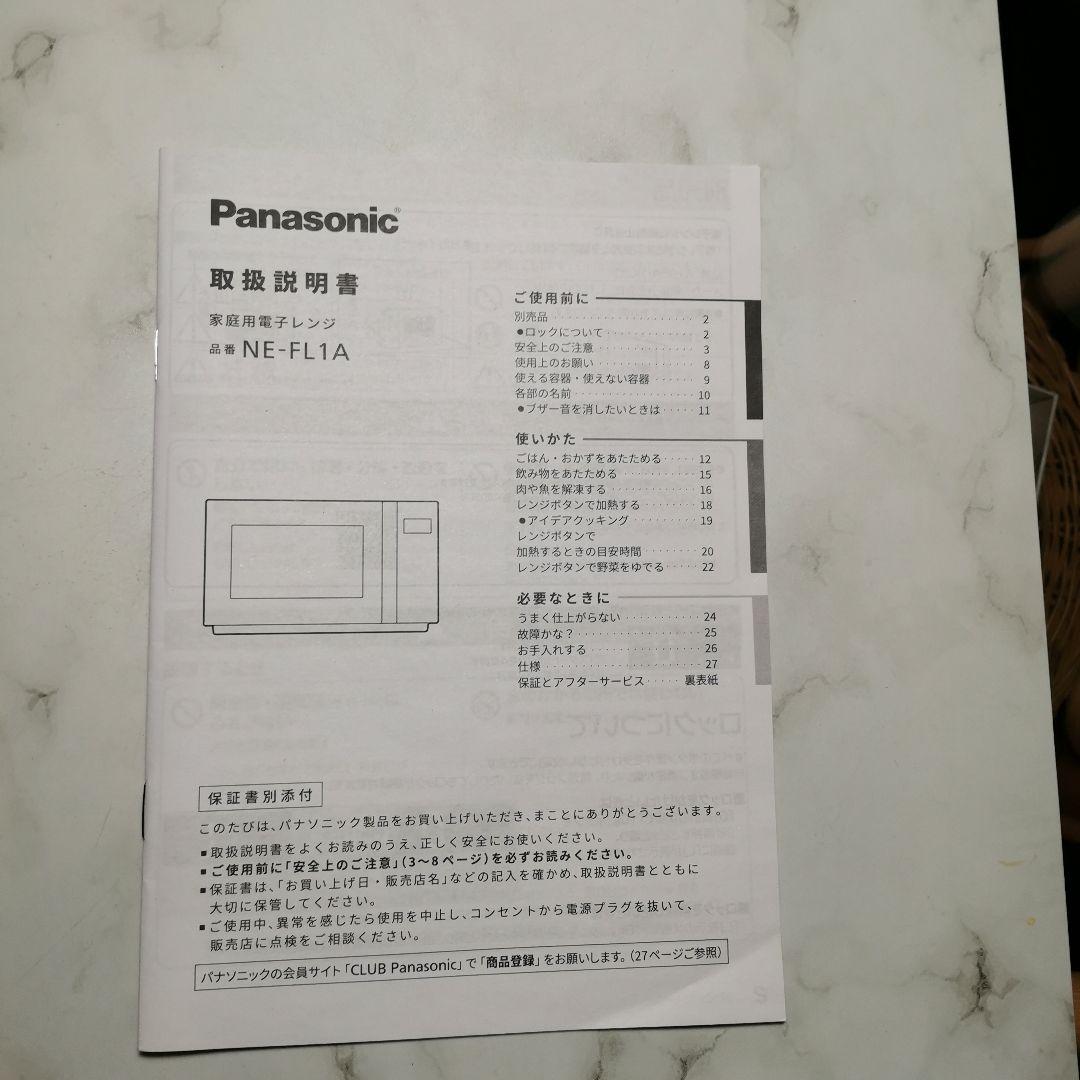 Panasonic®
取扱説明書
家庭用電子レンジ
品番 NE-FL1A
ご使用前に
別売品 2
●ロックについて 2
安全上のご注意 3
使用上のお願い 8
使える容器・使えない容器 9
各部の名前 10
●ブザー音を消したいときは 11
使いかた
ごはん・おかずをあたためる 12
飲み物をあたためる 15
肉や魚を解凍する 16
レンジボタンで加熱する 18
●アイデアクッキング 19
レンジボタンで
加熱するときの目安時間 20
レンジボタンで野菜をゆでる 22
必要なときに
うまく仕上がらない 24
故障かな? 25
お手入れする 26
仕様 27
保証とアフターサービス 裏表紙
保証書別添付
このたびは、パナソニック製品をお買い上げいただき、まことにありがとうございます。
■取扱説明書をよくお読みのうえ、正しく安全にお使いください。
■ご使用前に「安全上のご注意」(3~8ページ)を必ずお読みください。
■保証書は、「お買い上げ日・販売店名」などの記入を確かめ、取扱説明書とともに
大切に保管してください。
■ご使用中、異常を感じたら使用を中止し、コンセントから電源プラグを抜いて、
販売店に点検をご相談ください。
パナソニックの会員サイト「CLUB Panasonic」で「商品登録」をお願いします。(27ページご参照)